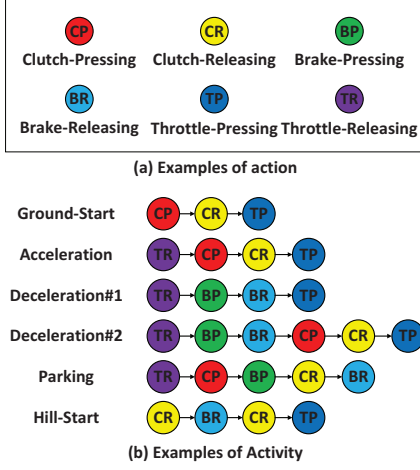 CP CR BP
Clutch-Pressing Clutch-Releasing Brake-Pressing
BR TP TR
Brake-Releasing Throttle-Pressing Throttle-Releasing
(a) Examples of action
Ground-Start CP CR TP
Acceleration TR CP CR TP
Deceleration#1 TR BP BR TP
Deceleration#2 TR BP BR CP CR TP
Parking TR CP BP CR BR
Hill-Start CR BR CR TP
(b) Examples of Activity